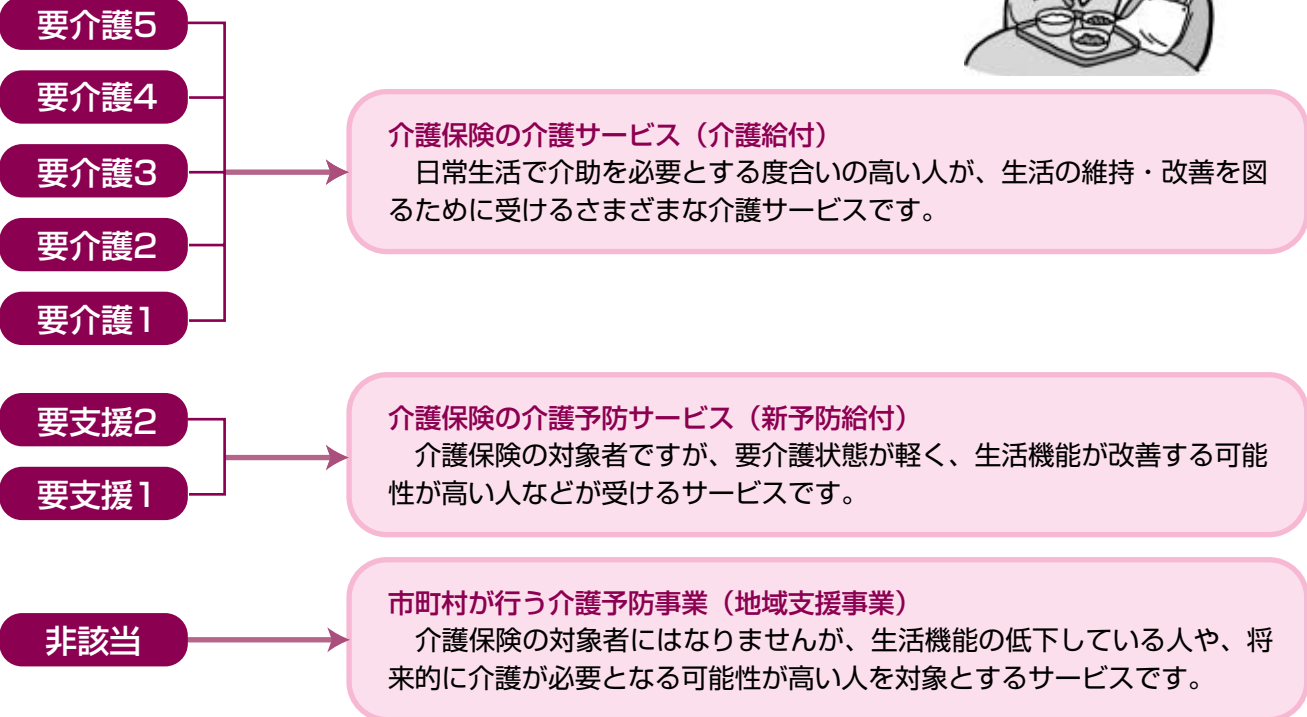 要介護5
要介護4
要介護3
要介護2
要介護1
介護保険の介護サービス（介護給付）
　日常生活で介助を必要とする度合いの高い人が、生活の維持・改善を図
るために受けるさまざまな介護サービスです。
要支援2
要支援1
介護保険の介護予防サービス（新予防給付）
　介護保険の対象者ですが、要介護状態が軽く、生活機能が改善する可能
性が高い人などが受けるサービスです。
非該当
市町村が行う介護予防事業（地域支援事業）
　介護保険の対象者にはなりませんが、生活機能の低下している人や、将
来的に介護が必要となる可能性が高い人を対象とするサービスです。